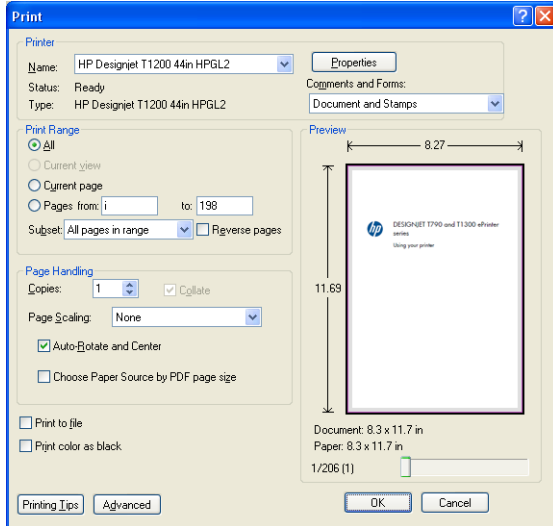 Print
Printer
Name: HP Designjet T1200 44in HPGL2 Properties
Status: Ready Comments and Forms:
Type: HP Designjet T1200 44in HPGL2 Document and Stamps
Print Range
All
Current view
Current page
Pages from: i to: 198
Subset: All pages in range Reverse pages
Page Handling
Copies: 1 Collate
Page Scaling: None
Auto-Rotate and Center
Choose Paper Source by PDF page size
Print to file
Print color as black
Preview
8.27
11.69
hp DESIGNJET T790 and T1300 ePrinter
series
Using your printer
Document: 8.3 x 11.7 in
Paper: 8.3 x 11.7 in
1/206 (1)
Printing Tips Advanced OK Cancel